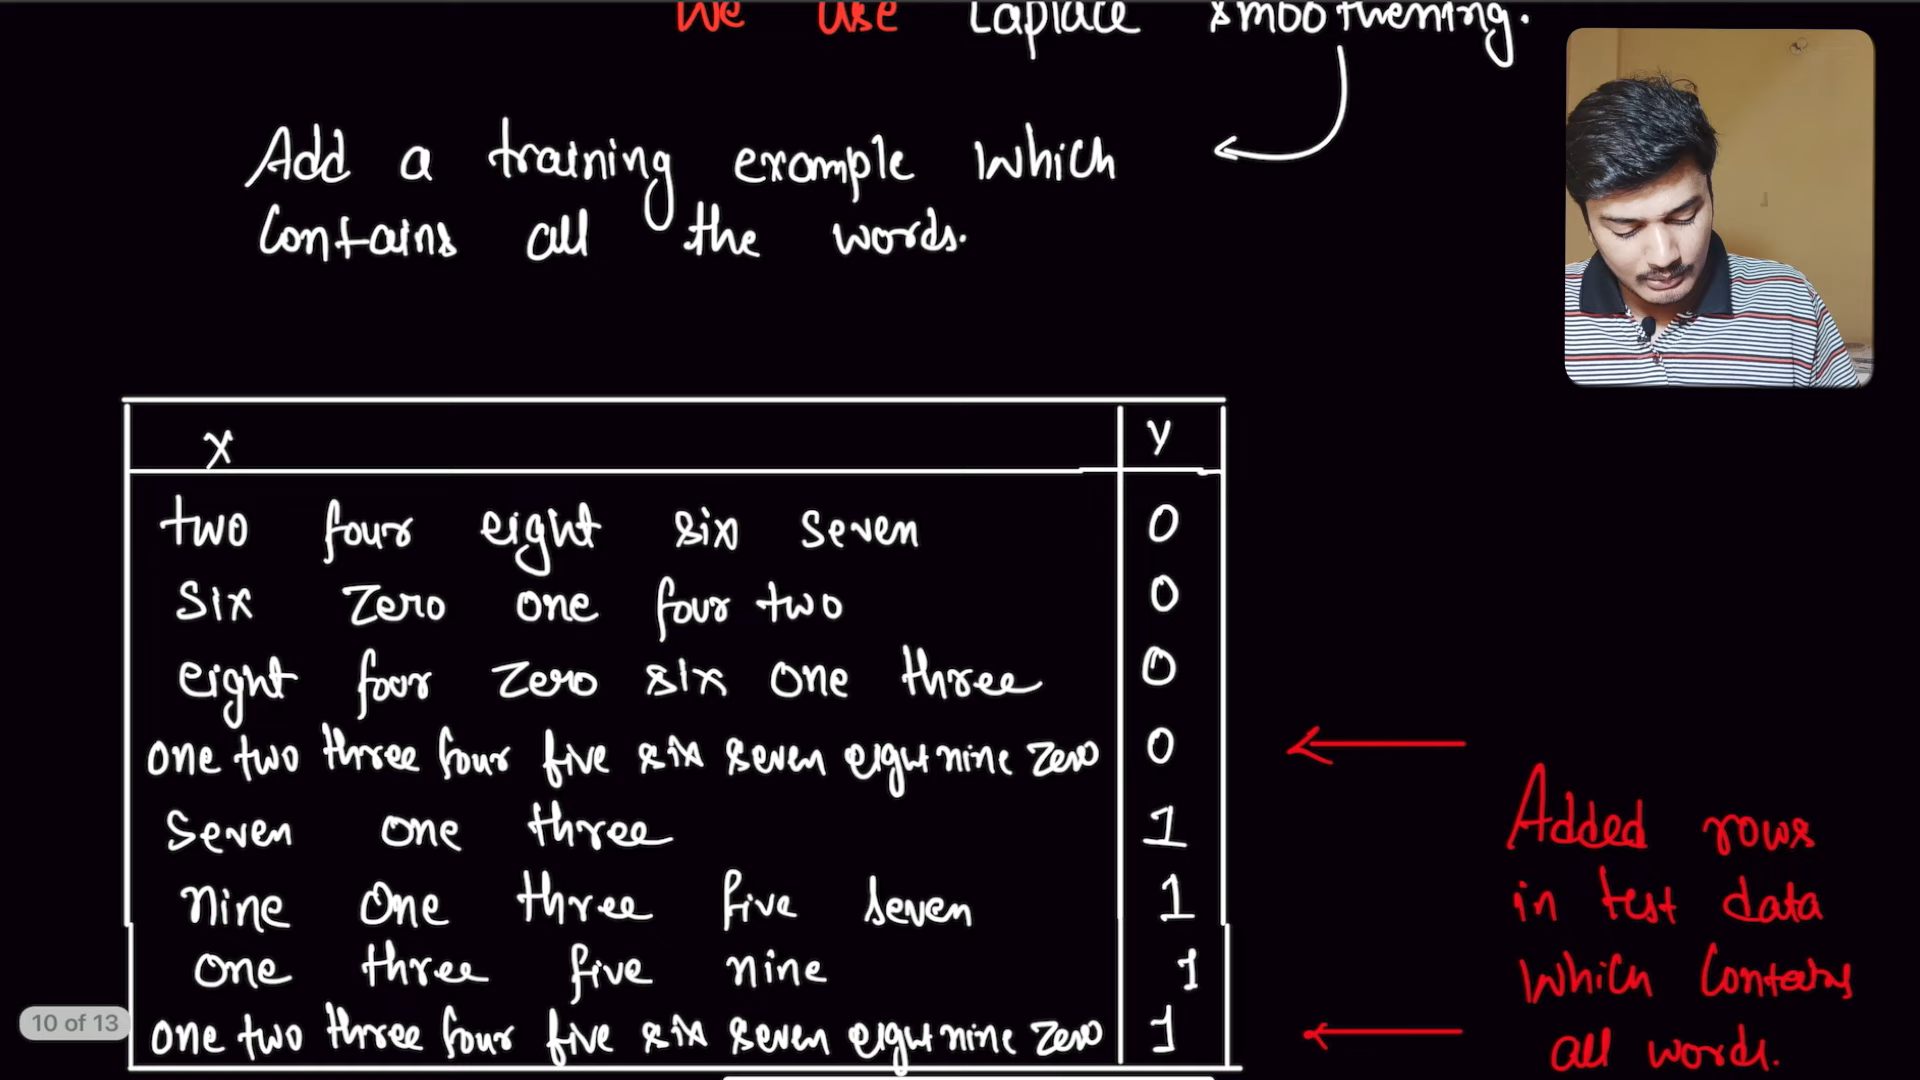 We use Laplace smoothening.
Add a training example which
contains all the words.
X Y
two four eight six seven 0
six zero one four two 0
eight four zero six one three 0
one two three four five six seven eight nine zero 0
seven one three 1
nine one three five seven 1
one three five nine 1
one two three four five six seven eight nine zero 1
Added rows
in test data
which contains
all words.
10 of 13